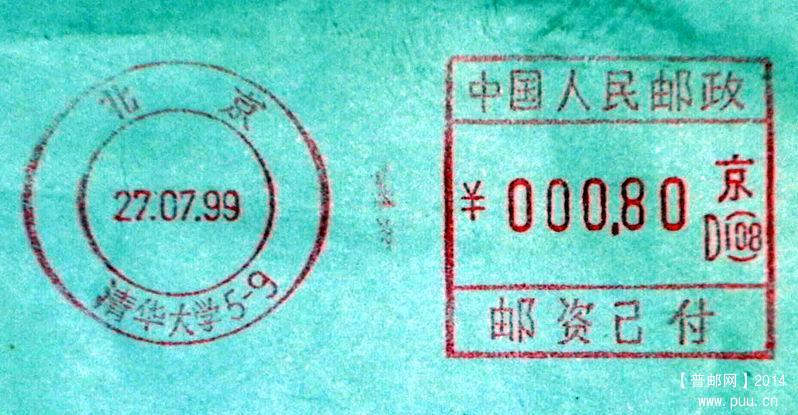 北京
27.07.99
清华大学5-9
中国人民邮政
¥ 000.80
京
D(08)
邮资已付
【普邮网】2014
www.puu.cn